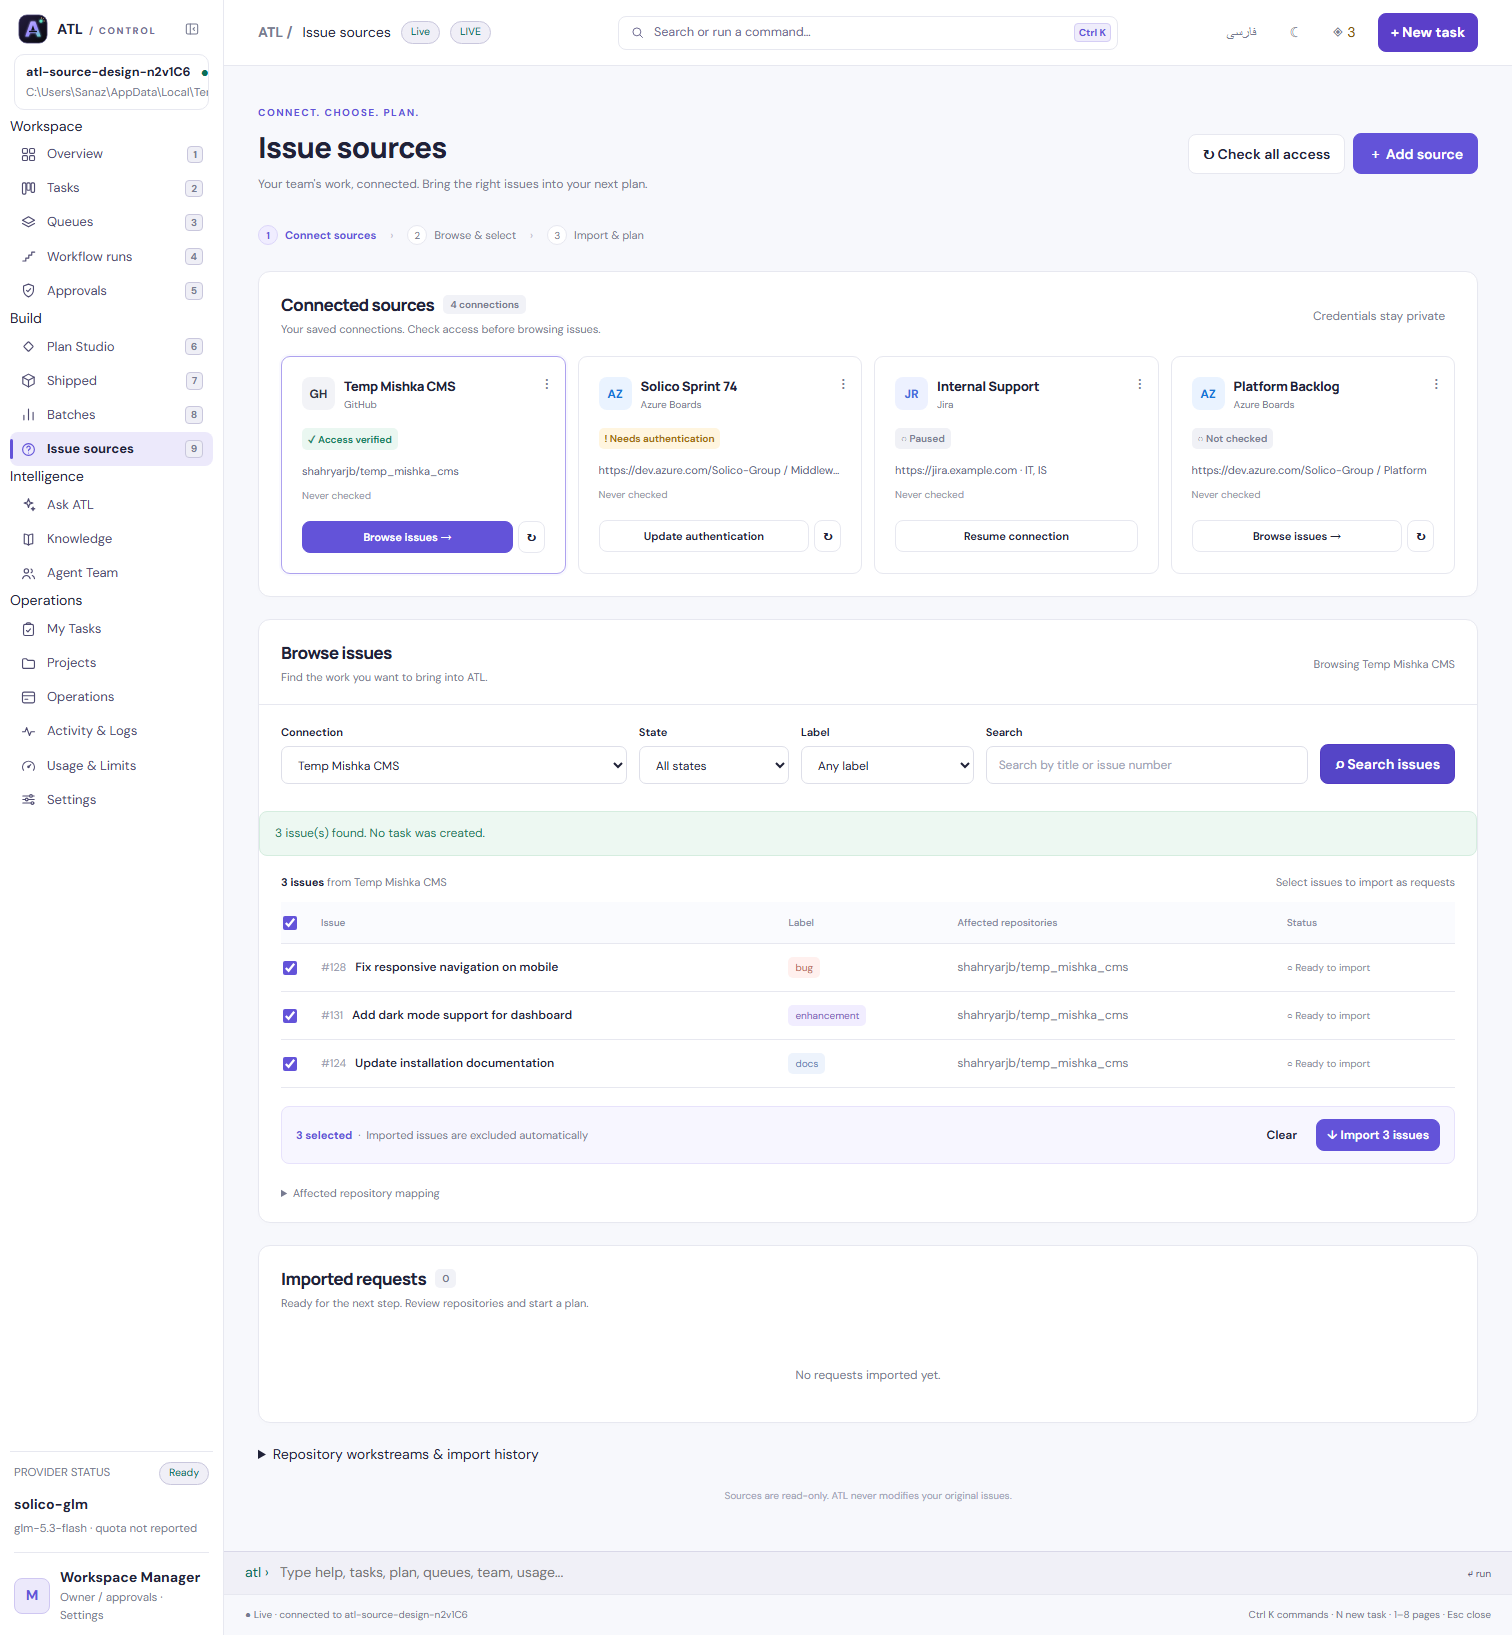 ATL / CONTROL
atl-source-design-n2v1C6
C:\Users\Sanaz\AppData\Local\Te
Workspace
Overview 1
Tasks 2
Queues 3
Workflow runs 4
Approvals 5
Build
Plan Studio 6
Shipped 7
Batches 8
Issue sources 9
Intelligence
Ask ATL
Knowledge
Agent Team
Operations
My Tasks
Projects
Operations
Activity & Logs
Usage & Limits
Settings
PROVIDER STATUS Ready
solico-glm
glm-5.3-flash · quota not reported
M
Workspace Manager
Owner / approvals ·
Settings
ATL / Issue sources Live LIVE
Search or run a command... Ctrl K
فارسی
3
+ New task
CONNECT. CHOOSE. PLAN.
Issue sources
Your team's work, connected. Bring the right issues into your next plan.
↻ Check all access
+ Add source
1 Connect sources › 2 Browse & select › 3 Import & plan
Connected sources 4 connections
Your saved connections. Check access before browsing issues.
Credentials stay private
GH Temp Mishka CMS
GitHub
✓ Access verified
shahryarjb/temp_mishka_cms
Never checked
Browse issues → ↻
AZ Solico Sprint 74
Azure Boards
! Needs authentication
https://dev.azure.com/Solico-Group / Middlew...
Never checked
Update authentication ↻
JR Internal Support
Jira
○ Paused
https://jira.example.com · IT, IS
Never checked
Resume connection
AZ Platform Backlog
Azure Boards
○ Not checked
https://dev.azure.com/Solico-Group / Platform
Never checked
Browse issues → ↻
Browse issues
Find the work you want to bring into ATL.
Browsing Temp Mishka CMS
Connection State Label Search
Temp Mishka CMS All states Any label Search by title or issue number Search issues
3 issue(s) found. No task was created.
3 issues from Temp Mishka CMS
Select issues to import as requests
Issue Label Affected repositories Status
#128 Fix responsive navigation on mobile bug shahryarjb/temp_mishka_cms ○ Ready to import
#131 Add dark mode support for dashboard enhancement shahryarjb/temp_mishka_cms ○ Ready to import
#124 Update installation documentation docs shahryarjb/temp_mishka_cms ○ Ready to import
3 selected · Imported issues are excluded automatically
Clear ↓ Import 3 issues
▶ Affected repository mapping
Imported requests 0
Ready for the next step. Review repositories and start a plan.
No requests imported yet.
▶ Repository workstreams & import history
Sources are read-only. ATL never modifies your original issues.
atl › Type help, tasks, plan, queues, team, usage... ⏎ run
● Live · connected to atl-source-design-n2v1C6
Ctrl K commands · N new task · 1–8 pages · Esc close